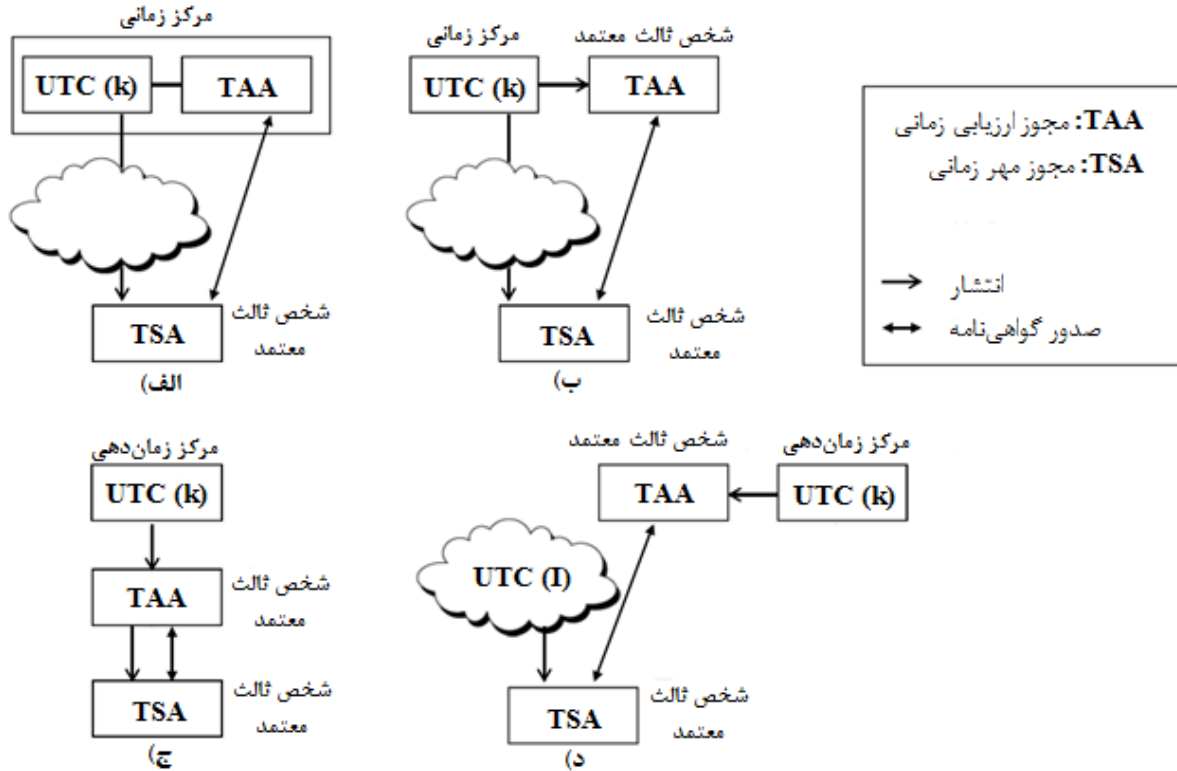 مرکز زمانی
UTC (k)
TAA
TSA
شخص ثالث
معتمد
الف)
مرکز زمانی
شخص ثالث معتمد
UTC (k)
TAA
TSA
شخص ثالث
معتمد
ب)
TAA: مجوز ارزیابی زمانی
TSA: مجوز مهر زمانی
انتشار
صدور گواهی‌نامه
مرکز زمان‌دهی
UTC (k)
TAA
شخص ثالث
معتمد
TSA
شخص ثالث
معتمد
ج)
شخص ثالث معتمد
مرکز زمان‌دهی
TAA
UTC (k)
UTC (I)
TSA
شخص ثالث
معتمد
د)